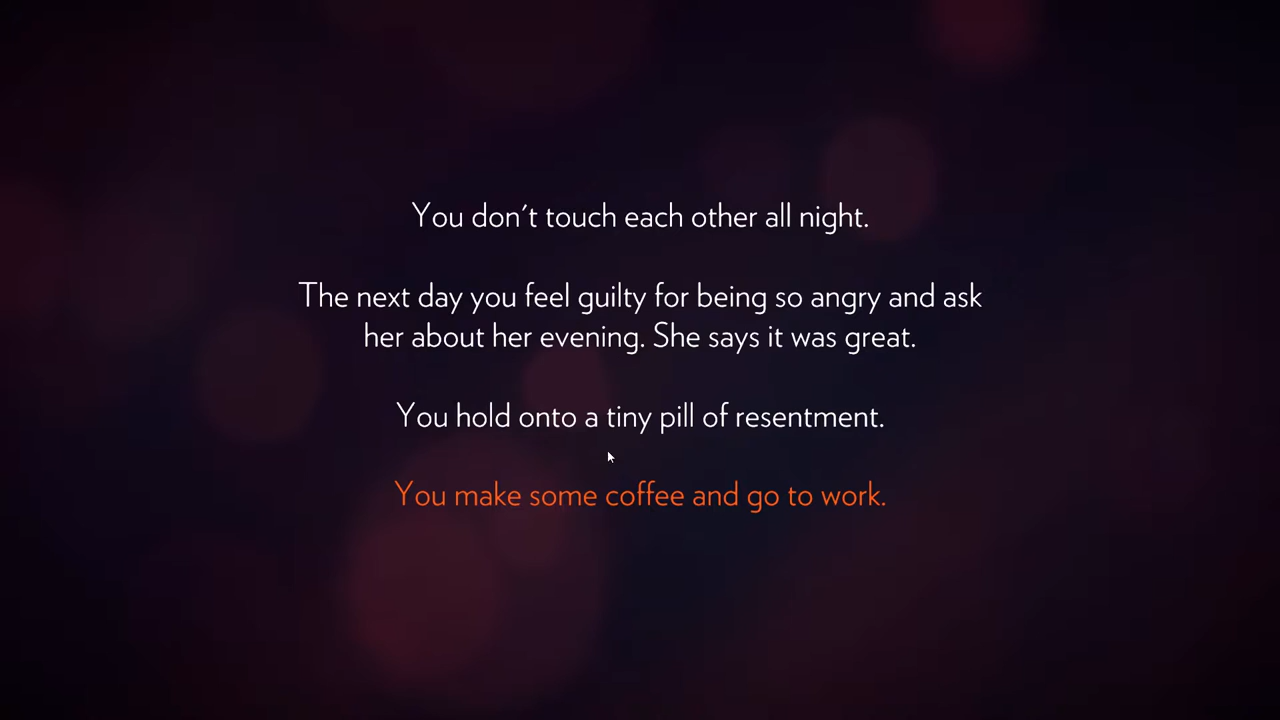 You don't touch each other all night.
The next day you feel guilty for being so angry and ask
her about her evening. She says it was great.
You hold onto a tiny pill of resentment.
You make some coffee and go to work.